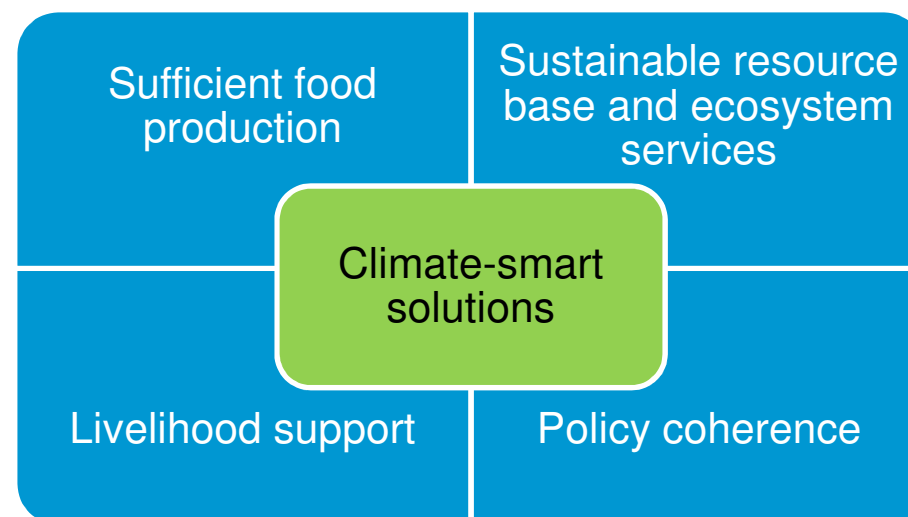 Sufficient food
production
Sustainable resource
base and ecosystem
services
Climate-smart
solutions
Livelihood support
Policy coherence